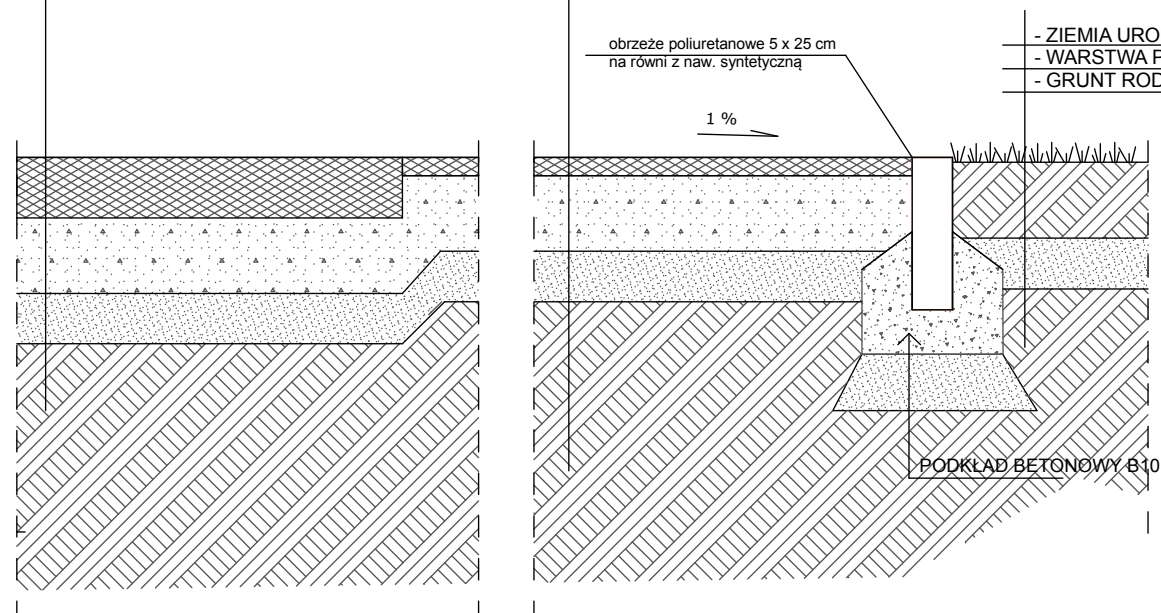 obrzeże poliuretanowe 5 x 25 cm
na równi z naw. syntetyczną
- ZIEMIA URO
- WARSTWA P
- GRUNT ROD
1 %
PODKŁAD BETONOWY B10